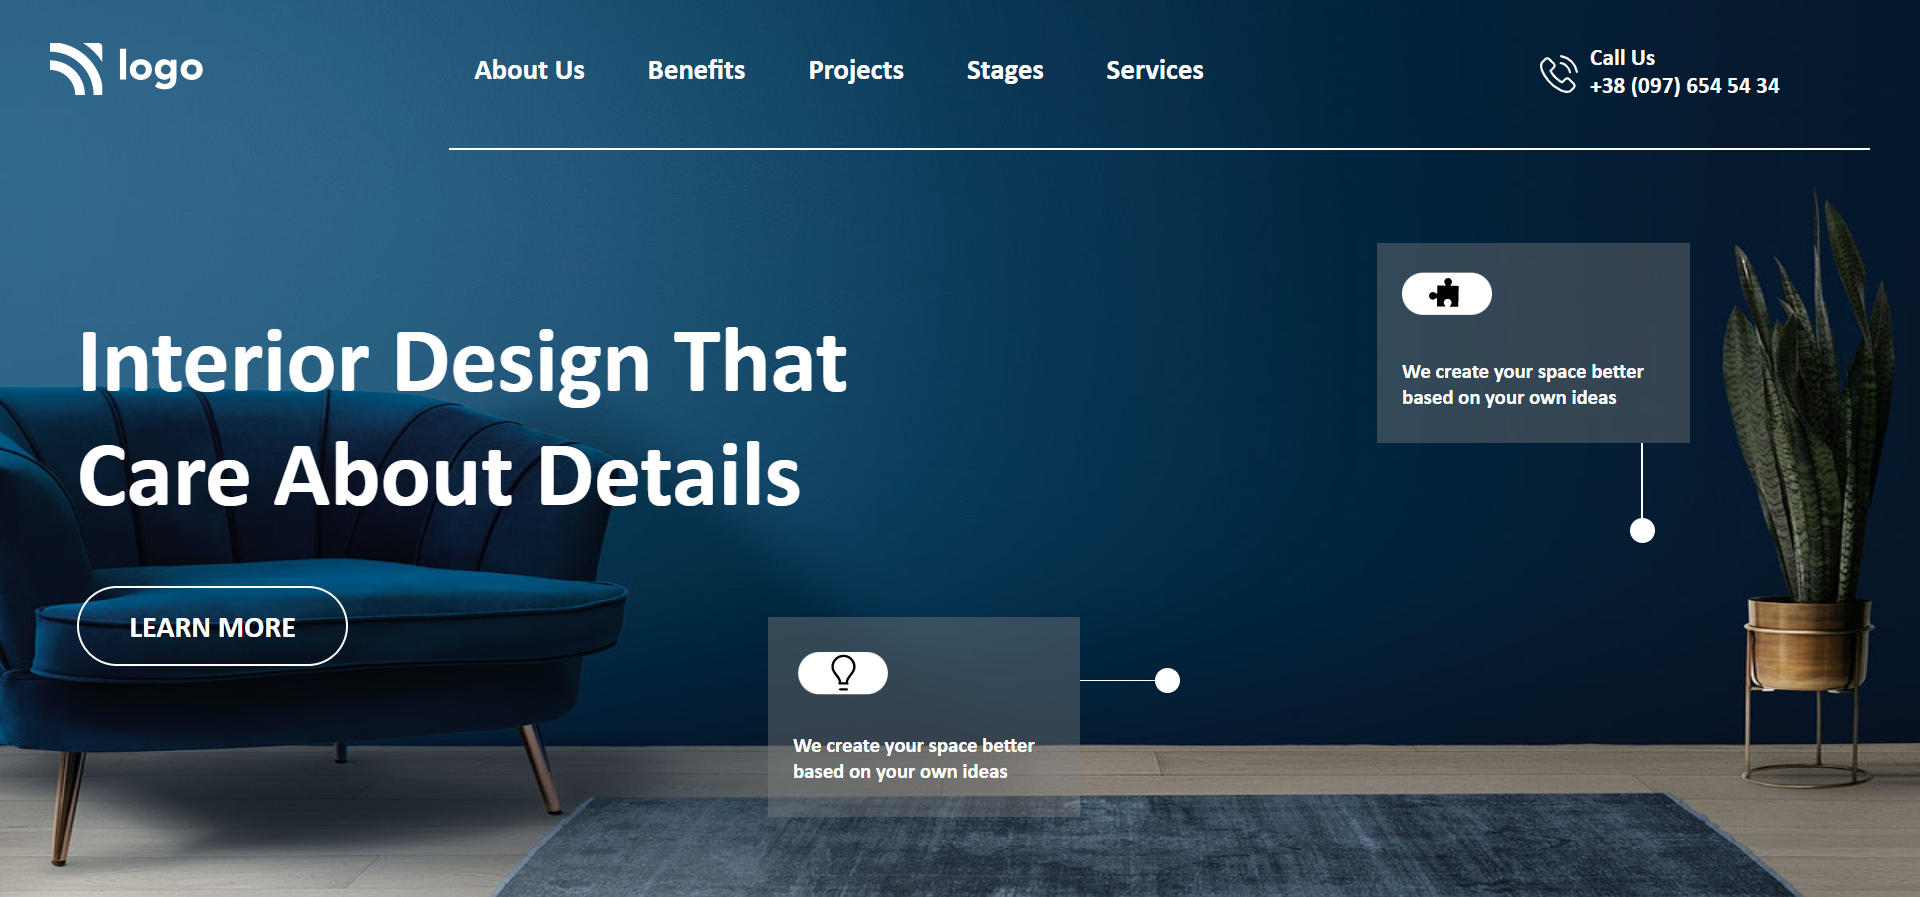 logo
About Us
Benefits
Projects
Stages
Services
Call Us
+38 (097) 654 54 34
Interior Design That
Care About Details
LEARN MORE
We create your space better
based on your own ideas
We create your space better
based on your own ideas